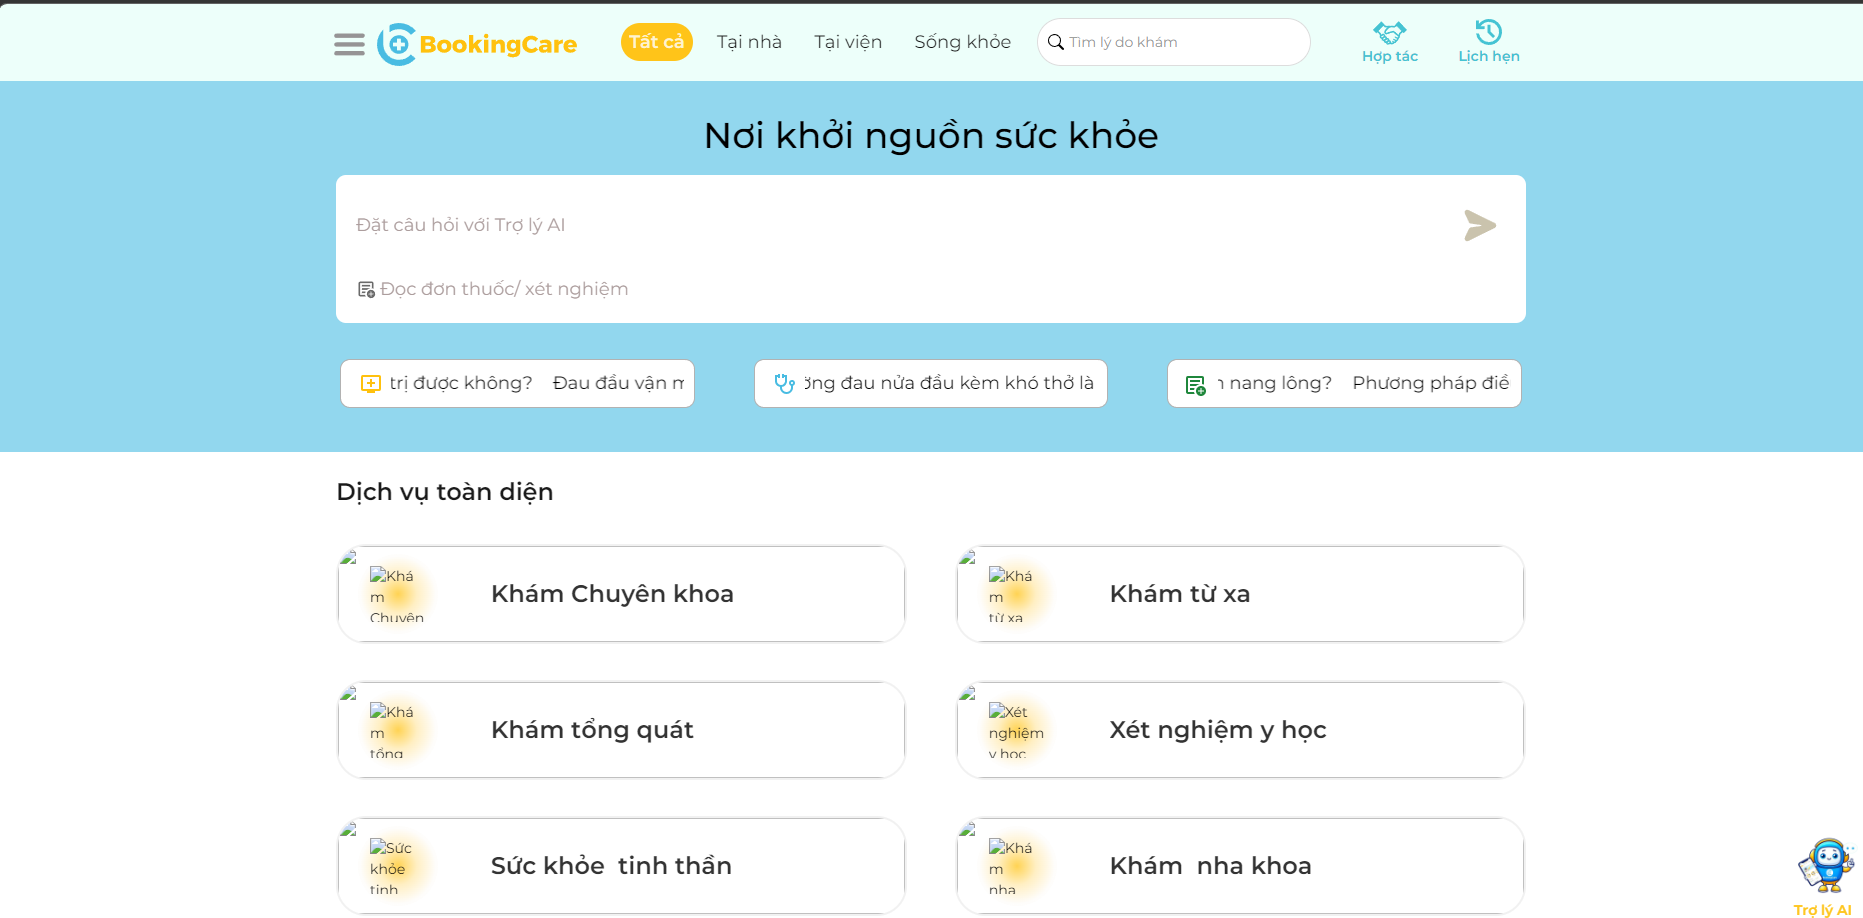 BookingCare
Tất cả
Tại nhà
Tại viện
Sống khỏe
Tìm lý do khám
Hợp tác
Lịch hẹn
Nơi khởi nguồn sức khỏe
Đặt câu hỏi với Trợ lý AI
Đọc đơn thuốc/ xét nghiệm
trị được không? Đau đầu vận
đau nửa đầu kèm khó thở là
nang lông? Phương pháp
Dịch vụ toàn diện
Khám Chuyên
Khám Chuyên khoa
Khám từ xa
Khám từ xa
Khám tổng
Khám tổng quát
Xét nghiệm y học
Xét nghiệm y học
Sức khỏe tinh
Sức khỏe  tinh thần
Khám nha
Khám  nha khoa
Trợ lý AI